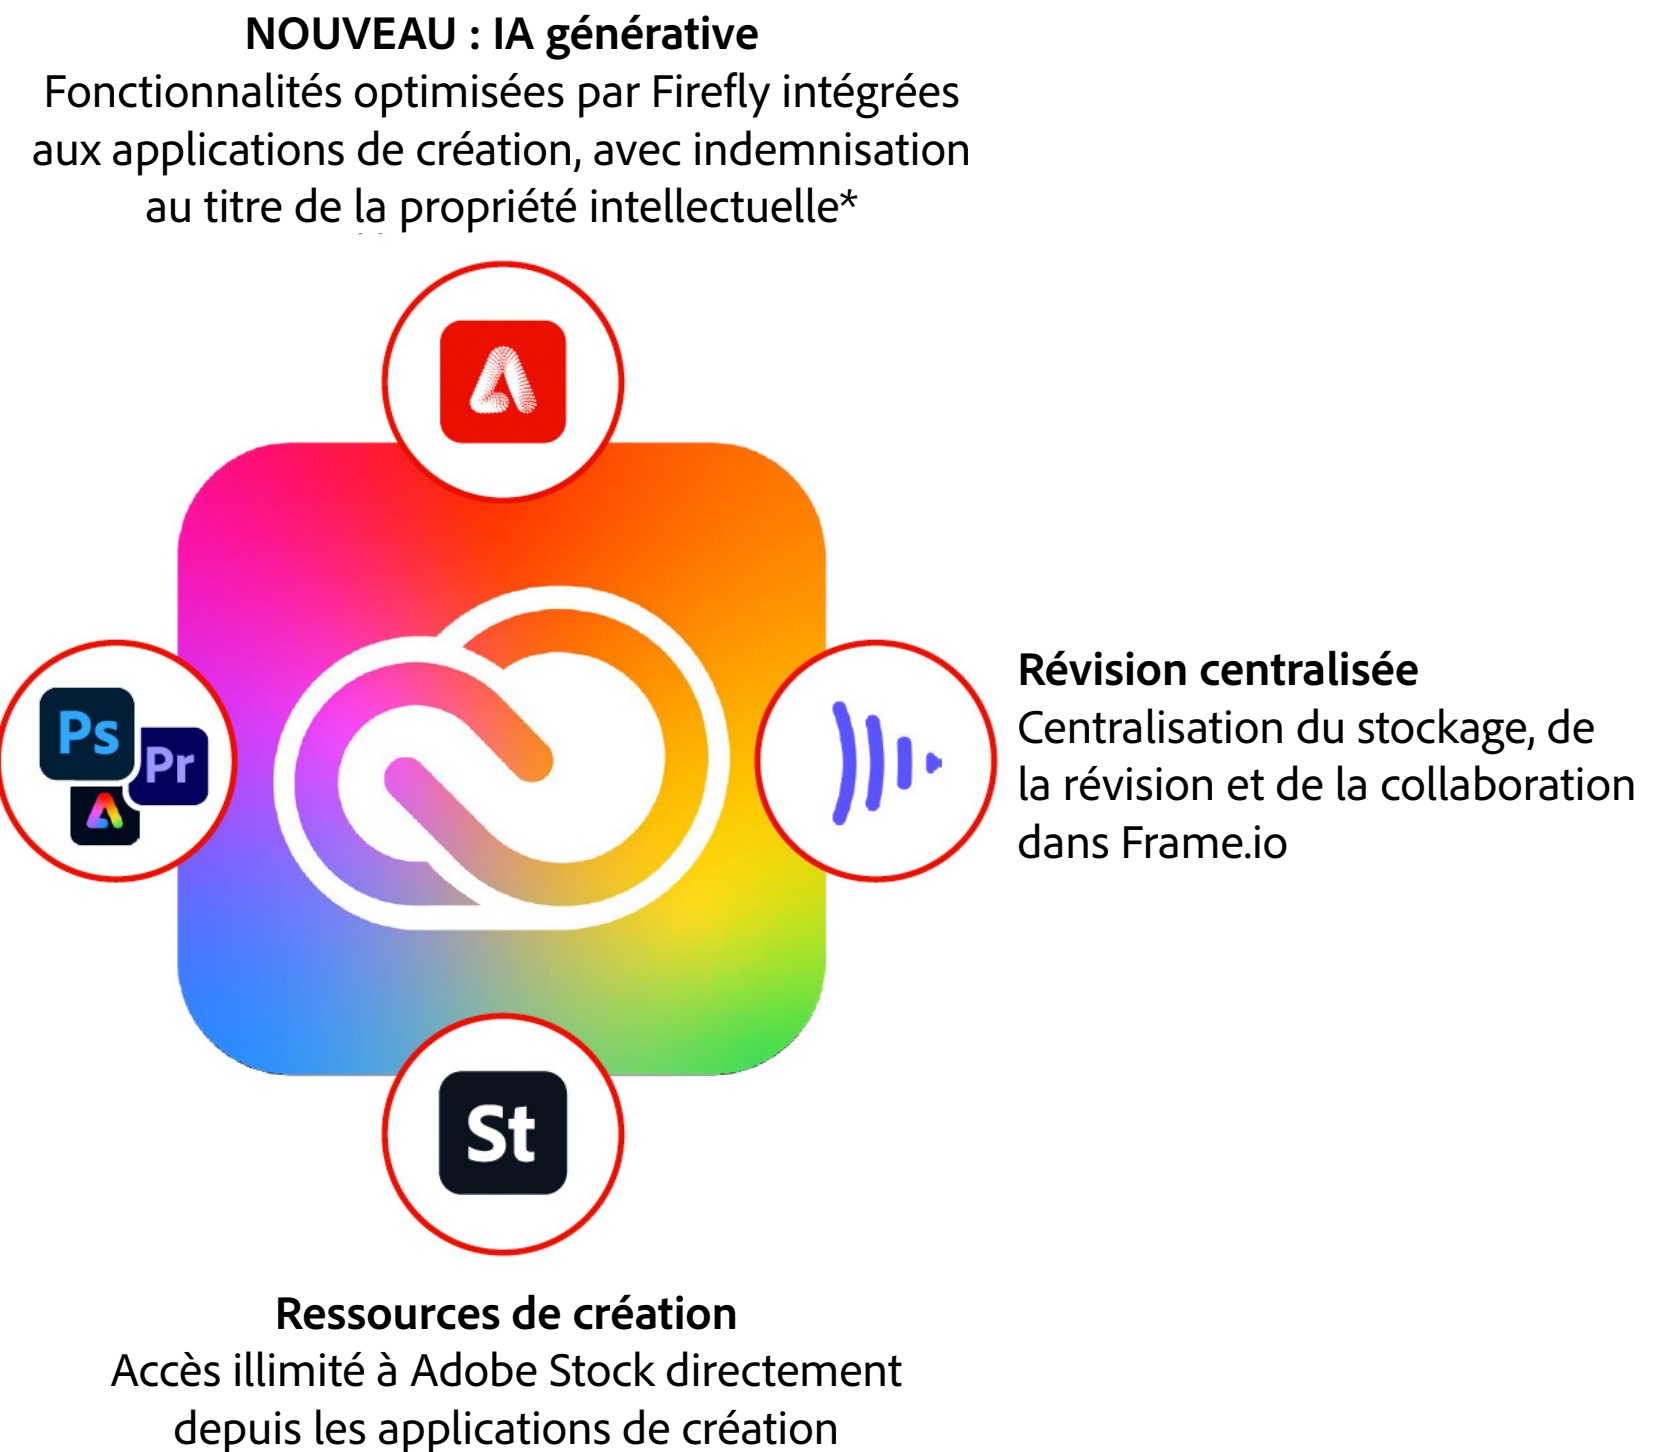 NOUVEAU : IA générative
Fonctionnalités optimisées par Firefly intégrées
aux applications de création, avec indemnisation
au titre de la propriété intellectuelle*
Ps
Pr
Révision centralisée
Centralisation du stockage, de
la révision et de la collaboration
dans Frame.io
St
Ressources de création
Accès illimité à Adobe Stock directement
depuis les applications de création